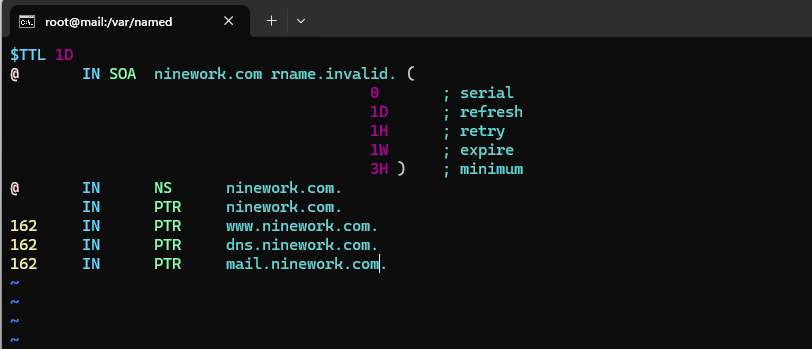 root@mail:/var/named
$TTL 1D
@ IN SOA ninework.com rname.invalid. (
0 ; serial
1D ; refresh
1H ; retry
1W ; expire
3H ) ; minimum
@ IN NS ninework.com.
IN PTR ninework.com.
162 IN PTR www.ninework.com.
162 IN PTR dns.ninework.com.
162 IN PTR mail.ninework.com.
~
~
~
~